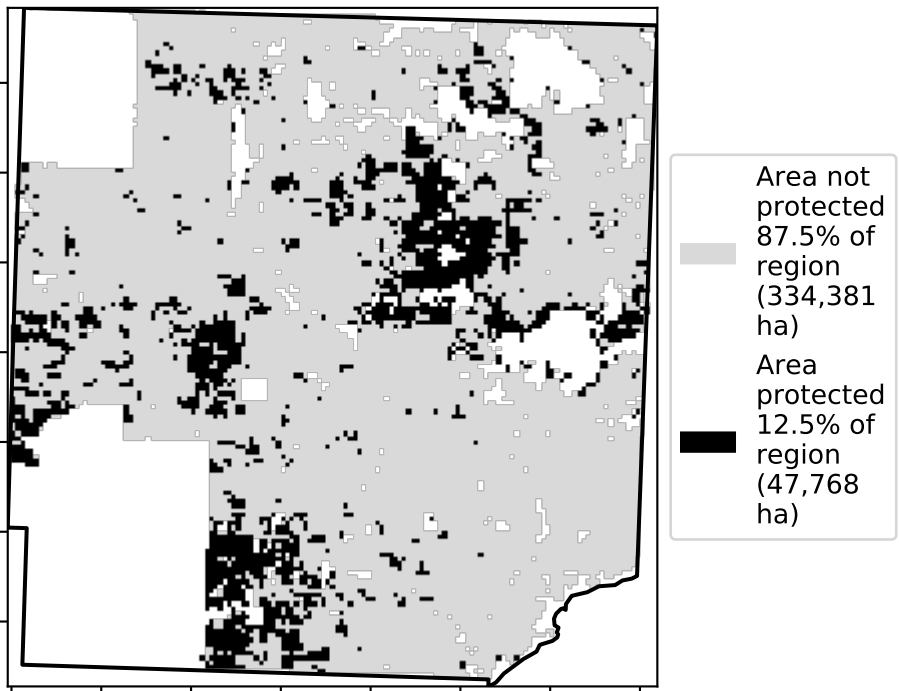 Area not
protected
87.5% of
region
(334,381
ha)
Area
protected
12.5% of
region
(47,768
ha)